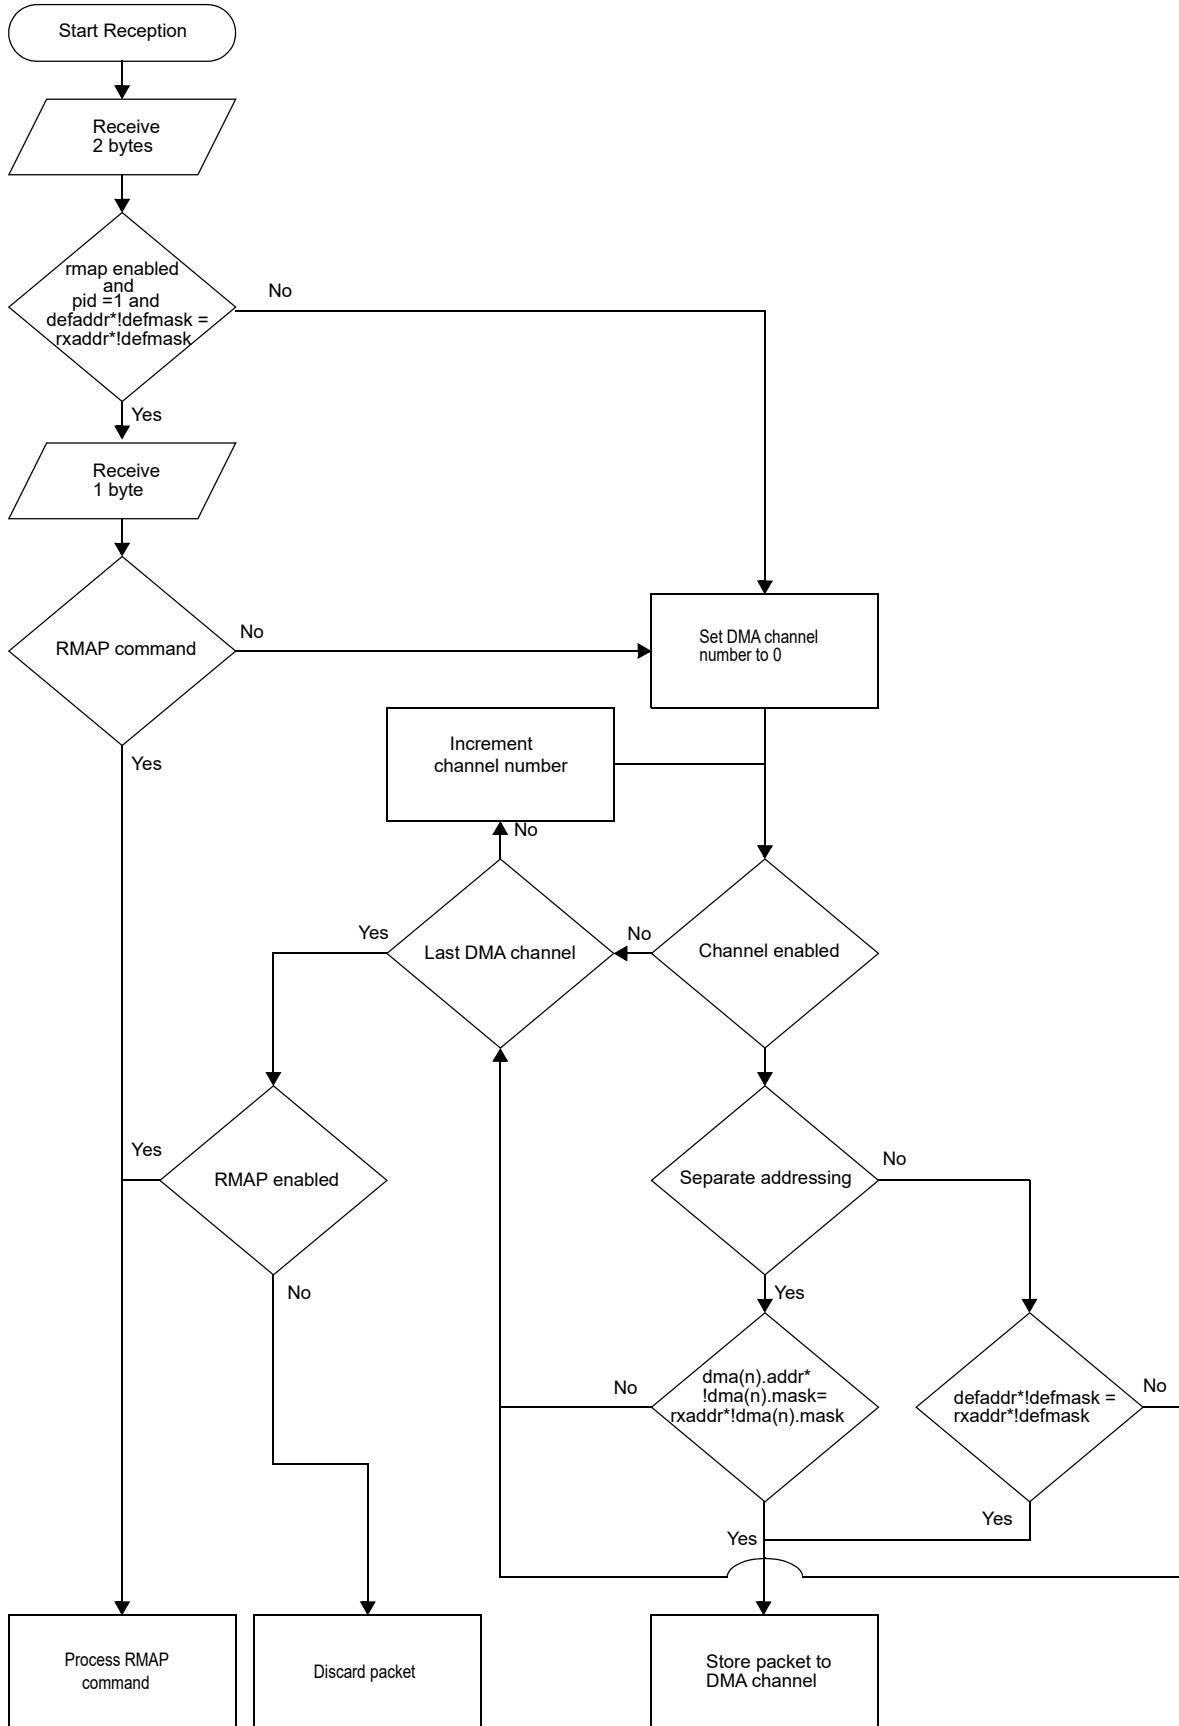 Start Reception
Receive
2 bytes
rmap enabled
and
pid =1 and
defaddr*!defmask =
rxaddr*!defmask
No
Yes
Receive
1 byte
RMAP command
No
Yes
Set DMA channel
number to 0
Increment
channel number
No
Last DMA channel
Yes
No
Channel enabled
RMAP enabled
Yes
No
Separate addressing
No
Yes
dma(n).addr*
!dma(n).mask=
rxaddr*!dma(n).mask
No
Yes
defaddr*!defmask =
rxaddr*!defmask
No
Yes
Process RMAP
command
Discard packet
Store packet to
DMA channel